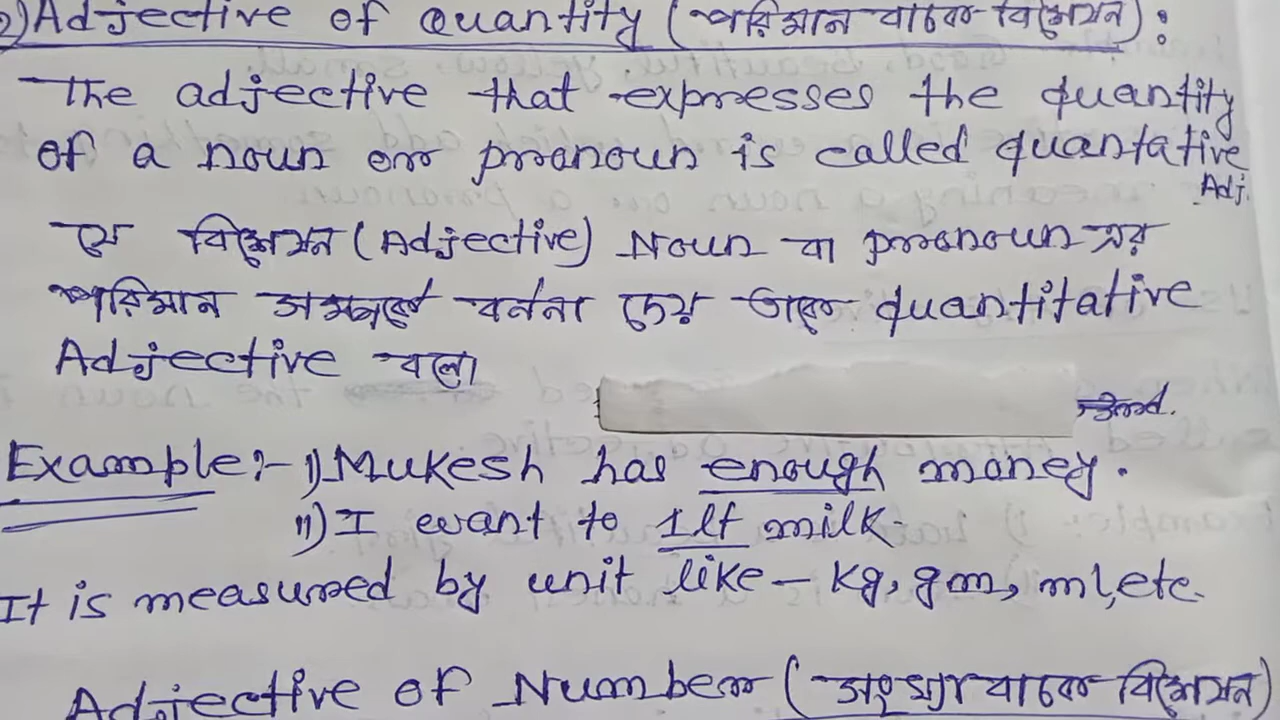 2) Adjective of Quantity (পরিমান বাচক বিশেষন):
The adjective that expresses the quantity
of a noun or pronoun is called quantative
Adj.
যে বিশেষন (Adjective) Noun বা pronoun এর
পরিমান সম্পর্কে বর্ননা দেয় তাকে quantitative
Adjective বলে।
Example:- i) Mukesh has enough money.
ii) I want to 1 lt milk.
It is measured by unit like – kg, gm, ml, etc.
Adjective of Number (সংখ্যা বাচক বিশেষন)